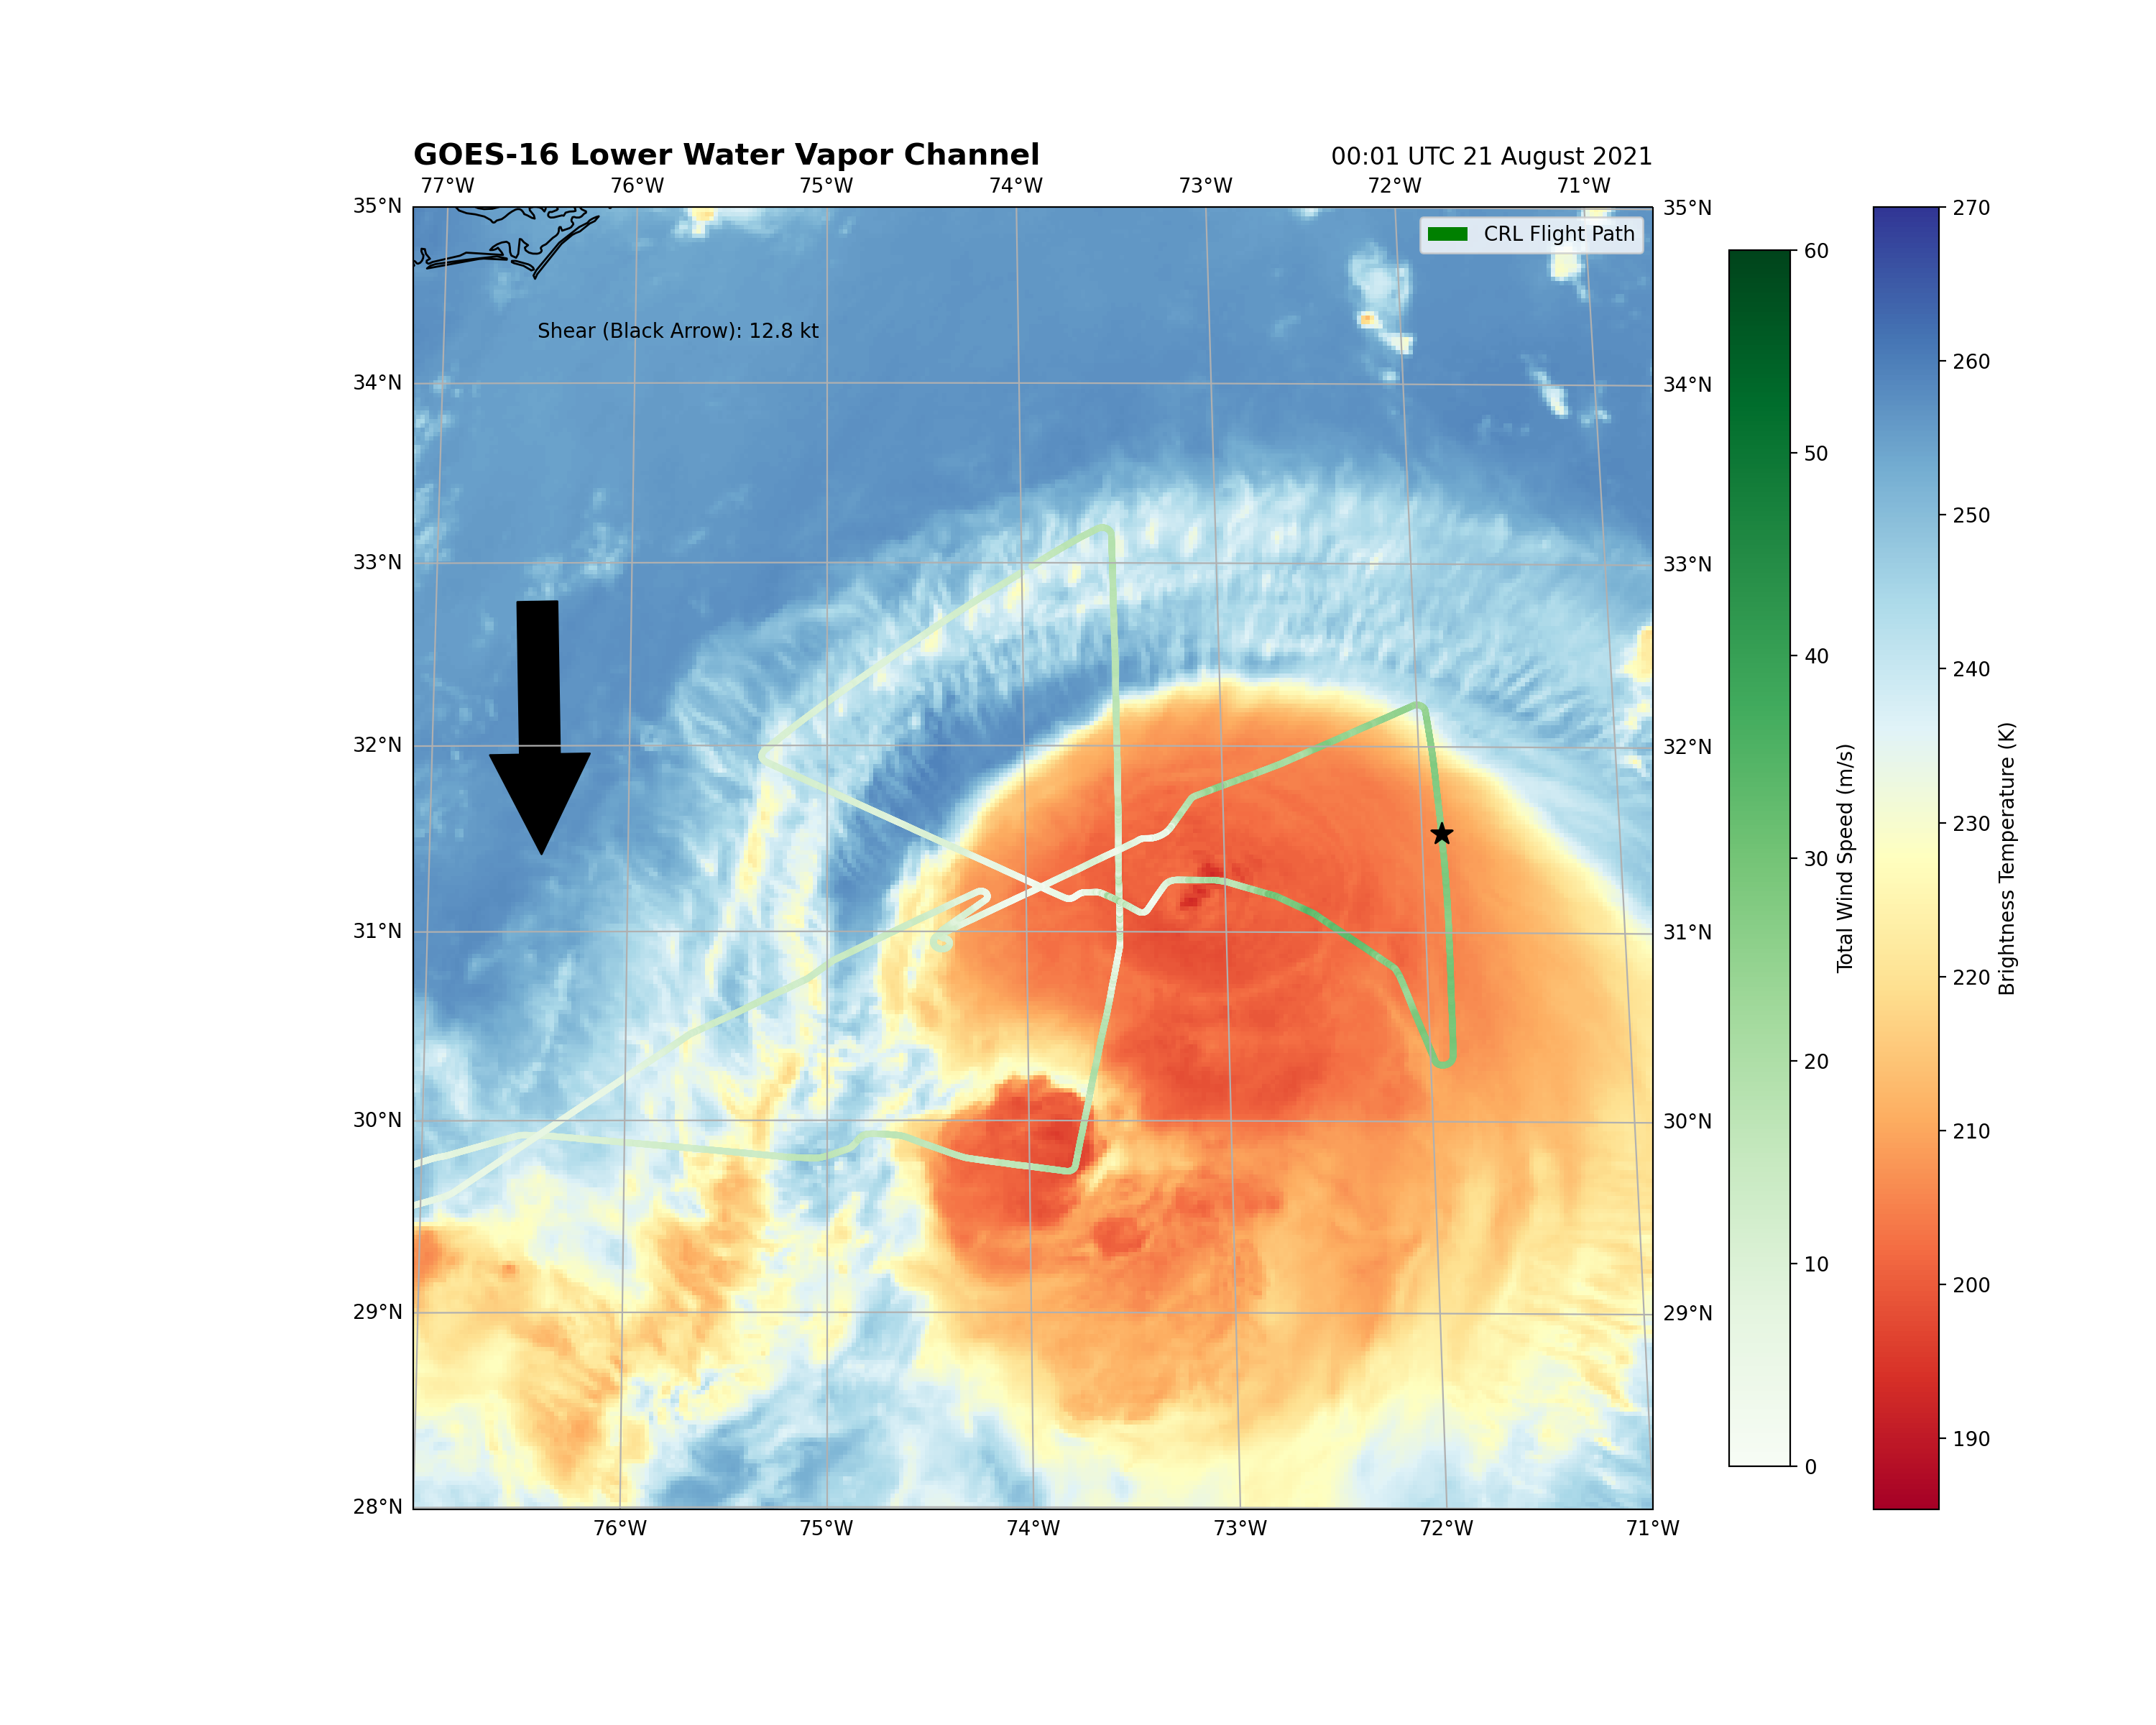 GOES-16 Lower Water Vapor Channel
00:01 UTC 21 August 2021
77°W 76°W 75°W 74°W 73°W 72°W 71°W
35°N
35°N
CRL Flight Path
Shear (Black Arrow): 12.8 kt
34°N
34°N
33°N
33°N
32°N
32°N
31°N
31°N
30°N
30°N
29°N
29°N
28°N
76°W 75°W 74°W 73°W 72°W 71°W
60
50
40
30
20
10
0
Total Wind Speed (m/s)
270
260
250
240
230
220
210
200
190
Brightness Temperature (K)